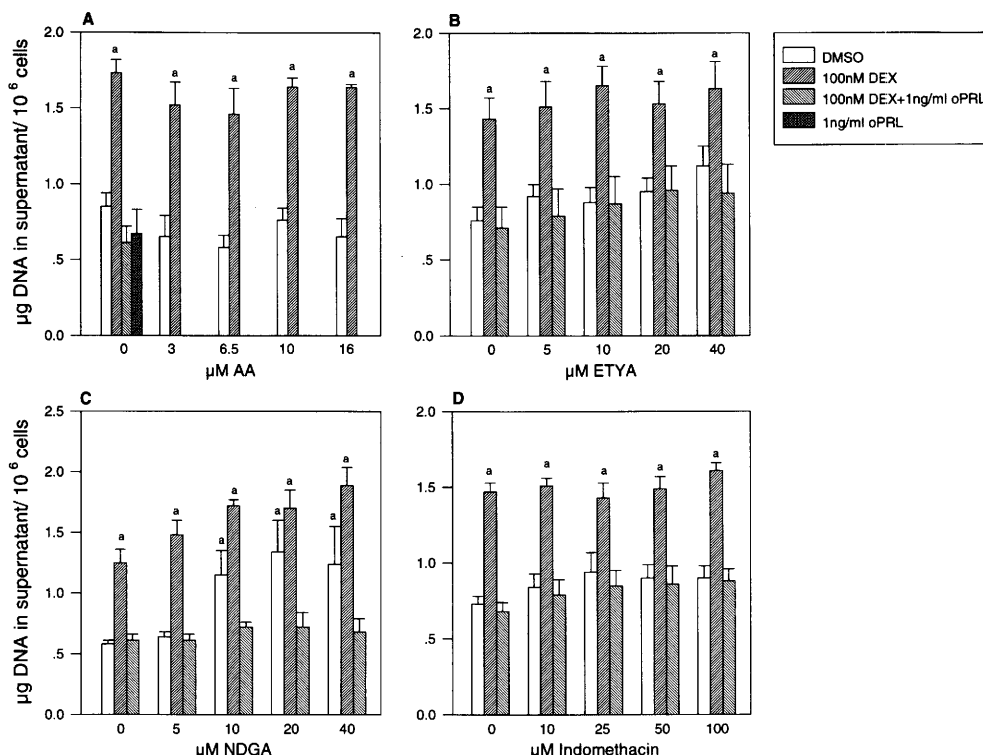 A
µg DNA in supernatant/ 10 6 cells
2.0
1.5
1.0
.5
0.0
a
a
a
a
a
0
3
6.5
10
16
µM AA
B
2.0
1.5
1.0
.5
0.0
a
a
a
a
a
0
5
10
20
40
µM ETYA
DMSO
100nM DEX
100nM DEX+1ng/ml oPRL
1ng/ml oPRL
C
µg DNA in supernatant/ 10 6 cells
2.5
2.0
1.5
1.0
.5
0.0
a
a
a
a
a
a
a
a
0
5
10
20
40
µM NDGA
D
2.0
1.5
1.0
.5
0.0
a
a
a
a
a
0
10
25
50
100
µM Indomethacin